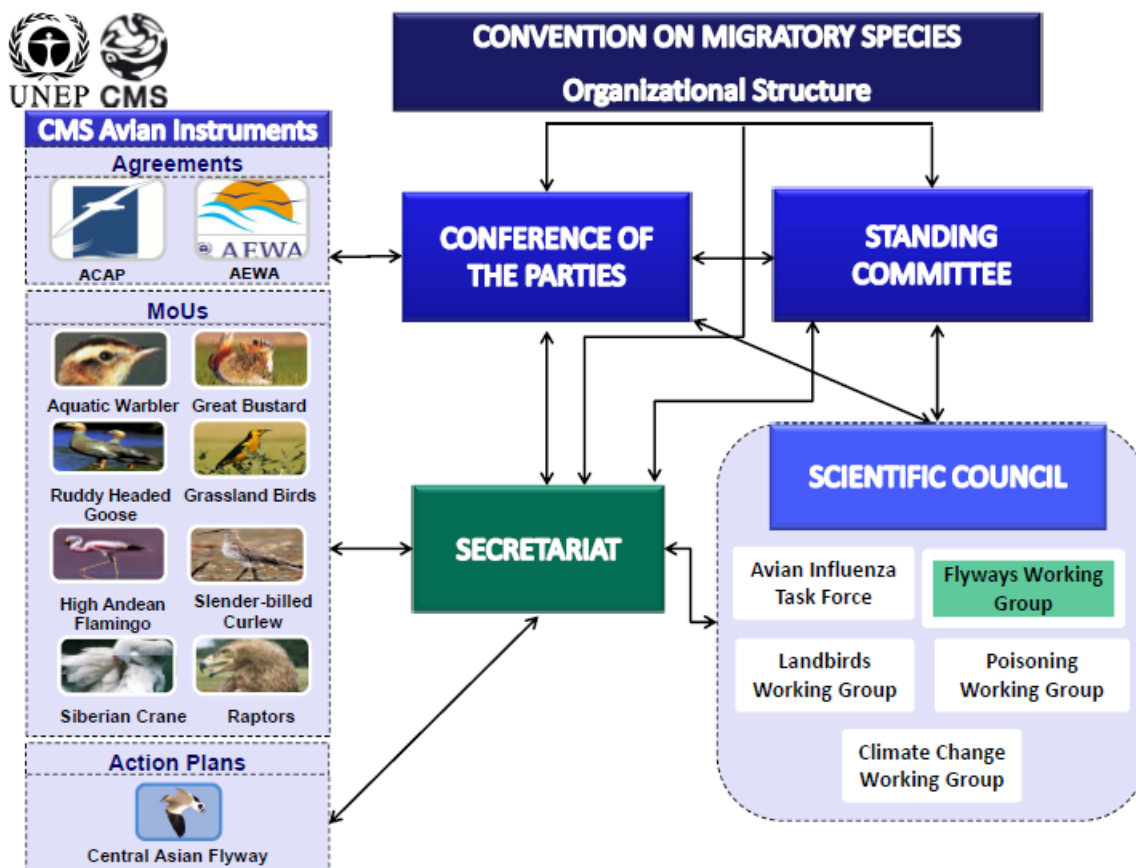 UNEP CMS
CONVENTION ON MIGRATORY SPECIES
Organizational Structure
CMS Avian Instruments
Agreements
AEWA
ACAP
AEWA
MoUs
Aquatic Warbler
Great Bustard
Ruddy Headed
Goose
Grassland Birds
High Andean
Flamingo
Slender-billed
Curlew
Siberian Crane
Raptors
Action Plans
Central Asian Flyway
CONFERENCE OF
THE PARTIES
STANDING
COMMITTEE
SECRETARIAT
SCIENTIFIC COUNCIL
Avian Influenza
Task Force
Flyways Working
Group
Landbirds
Working Group
Poisoning
Working Group
Climate Change
Working Group